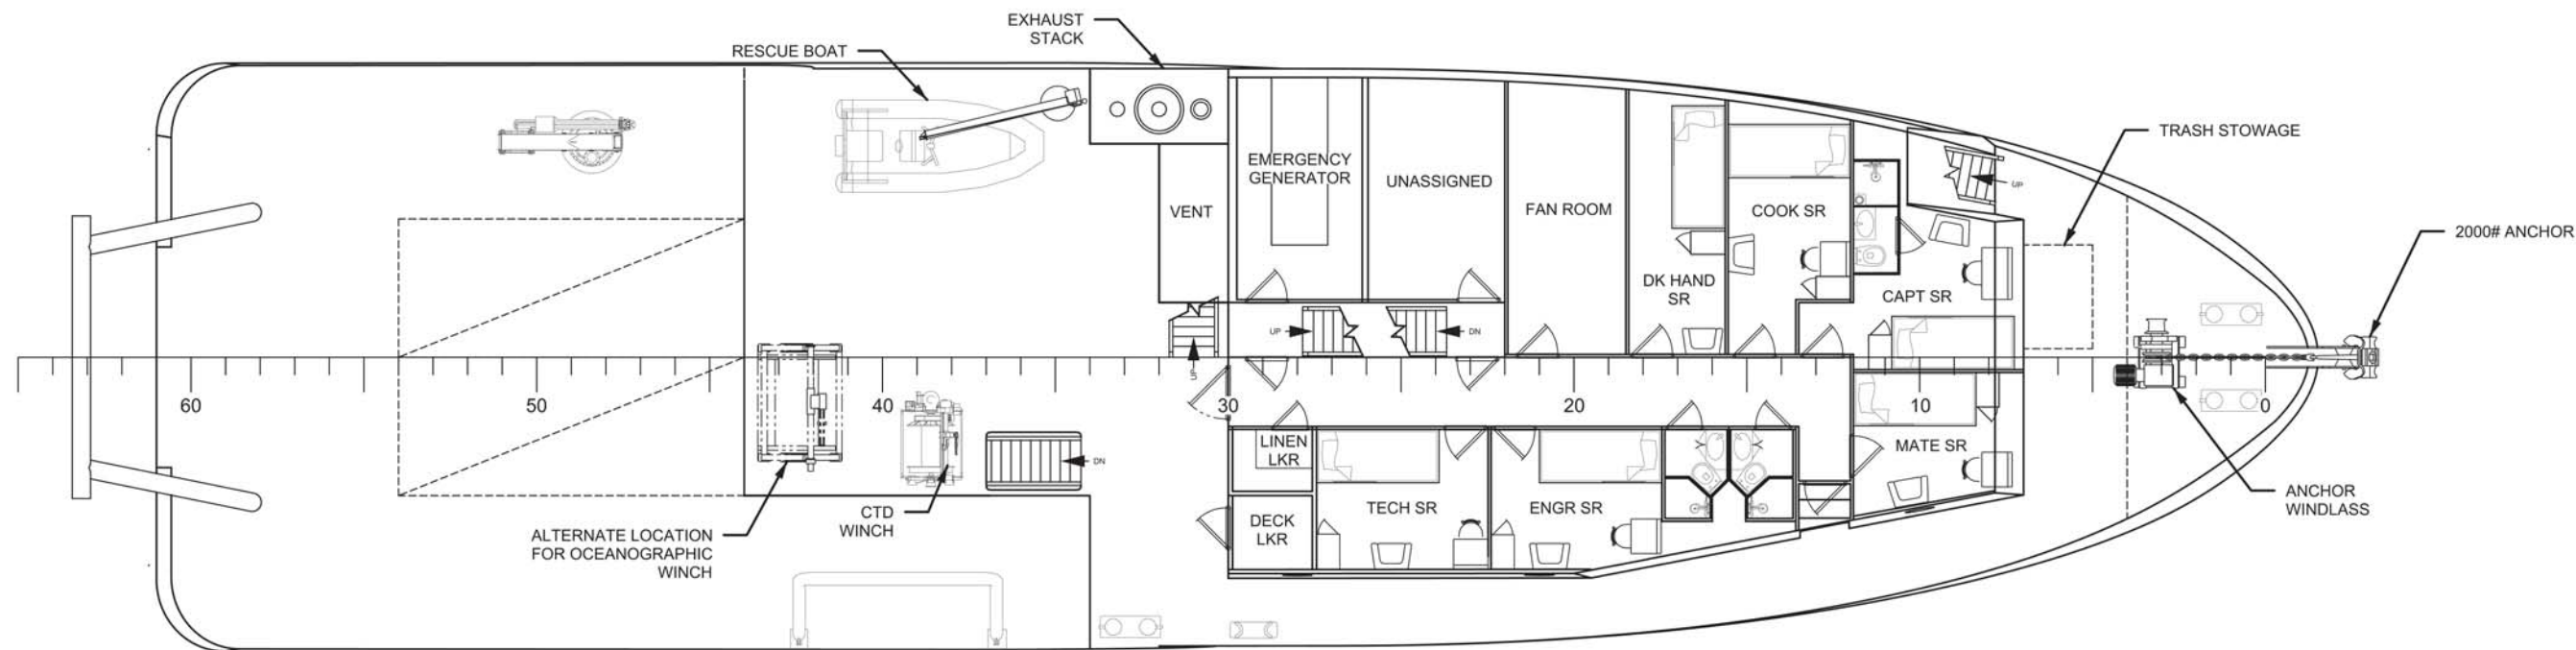 EXHAUST
STACK
RESCUE BOAT
TRASH STOWAGE
EMERGENCY
GENERATOR
UNASSIGNED
VENT
FAN ROOM
COOK SR
UP
2000# ANCHOR
DK HAND
SR
CAPT SR
UP
DN
UP
60
50
40
30
20
10
0
LINEN
LKR
MATE SR
DN
TECH SR
ENGR SR
ANCHOR
WINDLASS
CTD
WINCH
DECK
LKR
ALTERNATE LOCATION
FOR OCEANOGRAPHIC
WINCH